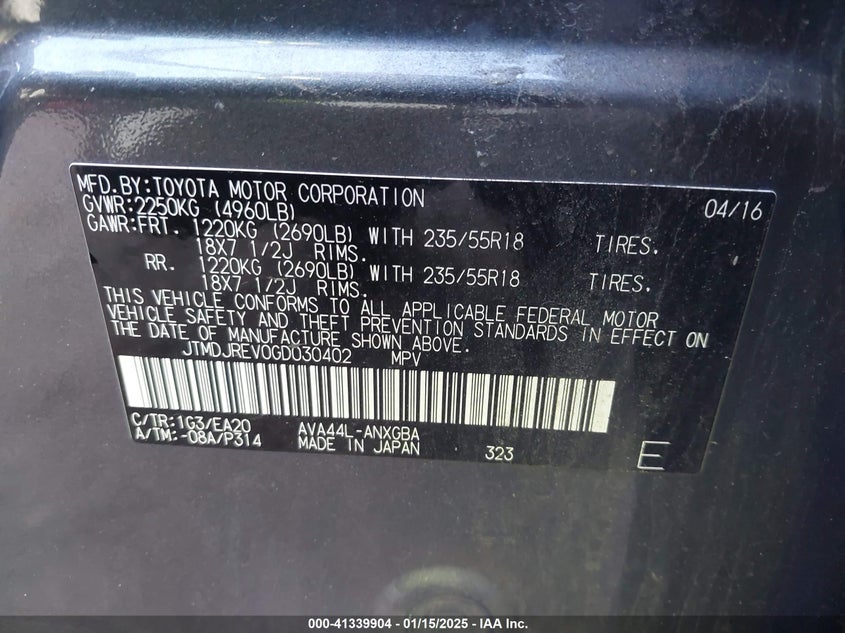 MFD.BY:TOYOTA MOTOR CORPORATION 04/16
GVWR:2250KG (4960LB)
GAWR:FRT. 1220KG (2690LB) WITH 235/55R18 TIRES.
18X7 1/2J RIMS.
RR. 1220KG (2690LB) WITH 235/55R18 TIRES.
18X7 1/2J RIMS.
THIS VEHICLE CONFORMS TO ALL APPLICABLE FEDERAL MOTOR
VEHICLE SAFETY AND THEFT PREVENTION STANDARDS IN EFFECT ON
THE DATE OF MANUFACTURE SHOWN ABOVE.
JTMDJREV0GD030402 MPV
C/TR:1G3/EA20 AVA44L-ANXGBA
A/TM:-08A/P314 MADE IN JAPAN 323 E
000-41339904 - 01/15/2025 - IAA Inc.